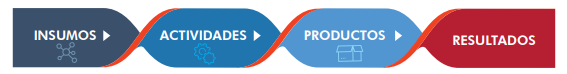 INSUMOS
ACTIVIDADES
PRODUCTOS
RESULTADOS